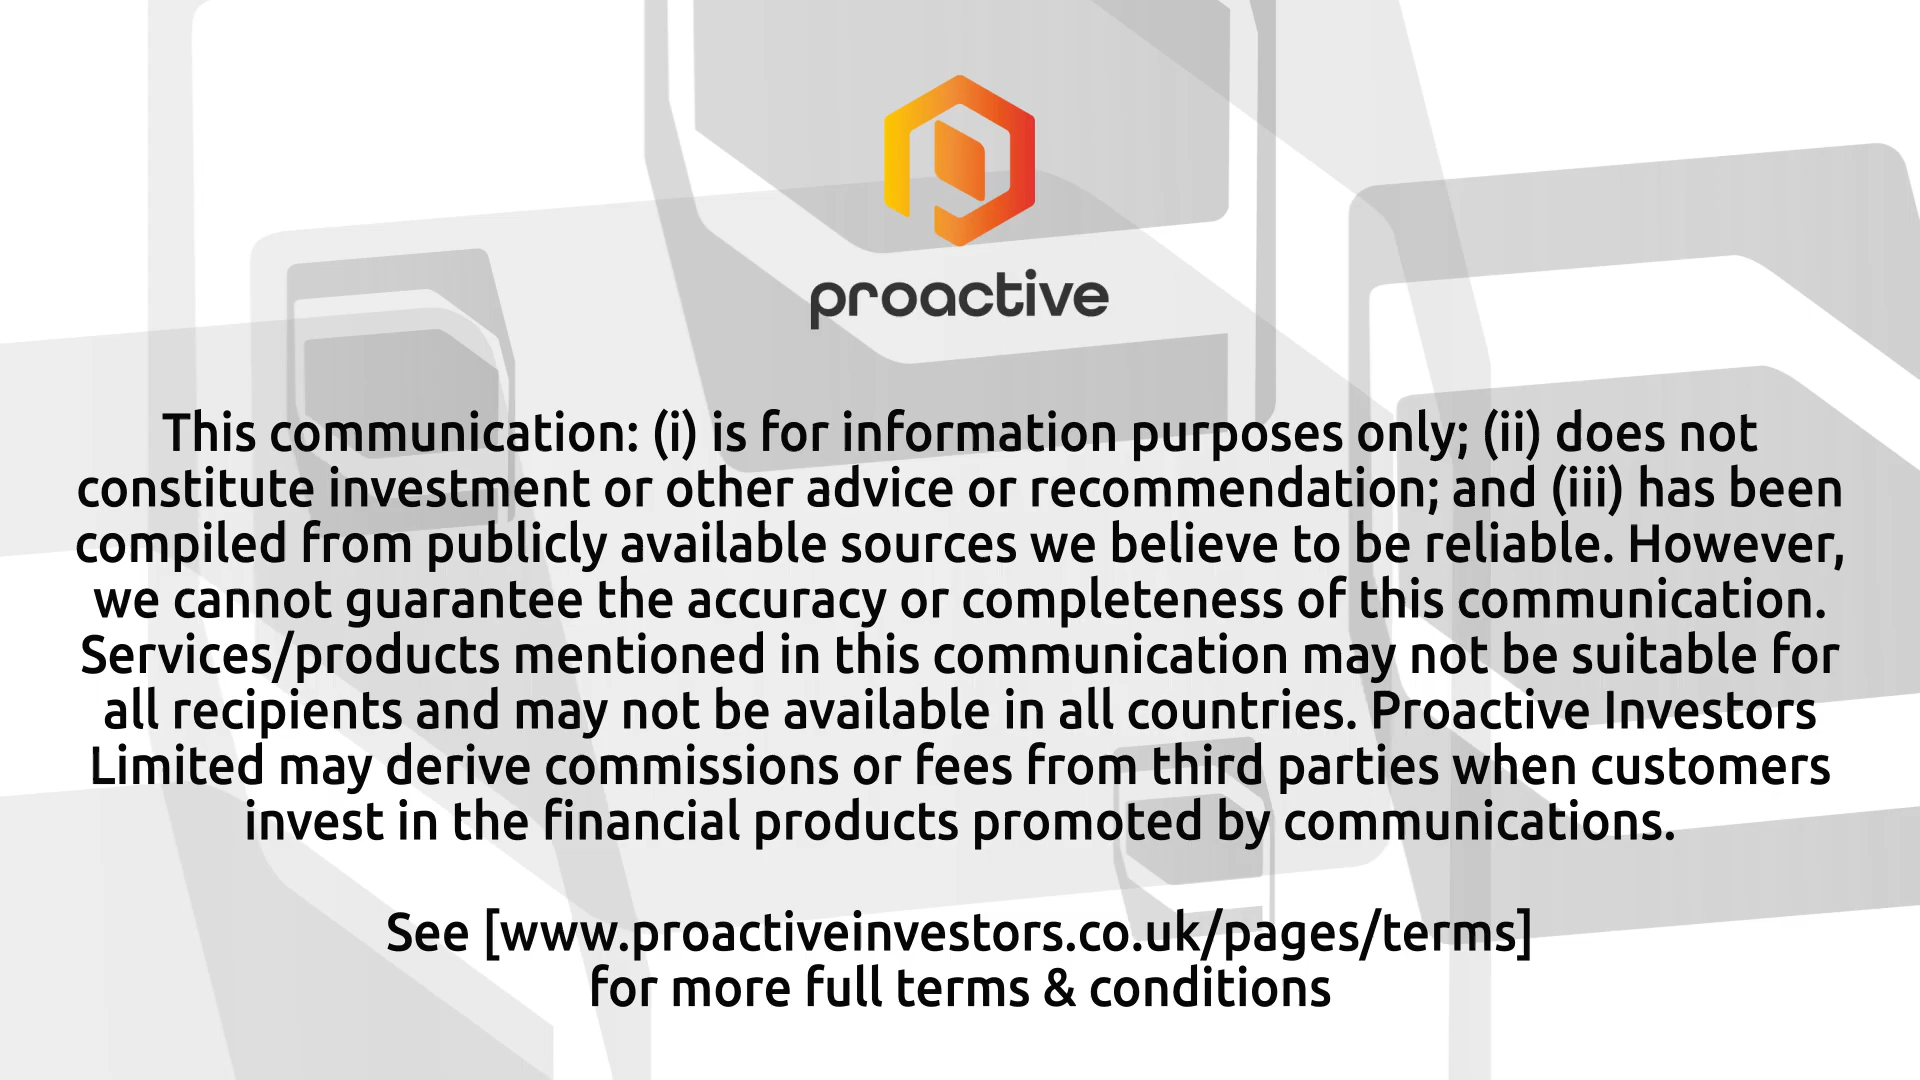 proactive
This communication: (i) is for information purposes only; (ii) does not
constitute investment or other advice or recommendation; and (iii) has been
compiled from publicly available sources we believe to be reliable. However,
we cannot guarantee the accuracy or completeness of this communication.
Services/products mentioned in this communication may not be suitable for
all recipients and may not be available in all countries. Proactive Investors
Limited may derive commissions or fees from third parties when customers
invest in the financial products promoted by communications.
See [www.proactiveinvestors.co.uk/pages/terms]
for more full terms & conditions